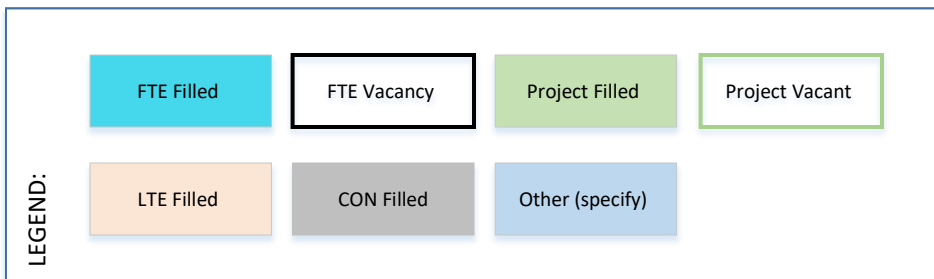 LEGEND:
FTE Filled
FTE Vacancy
Project Filled
Project Vacant
LTE Filled
CON Filled
Other (specify)